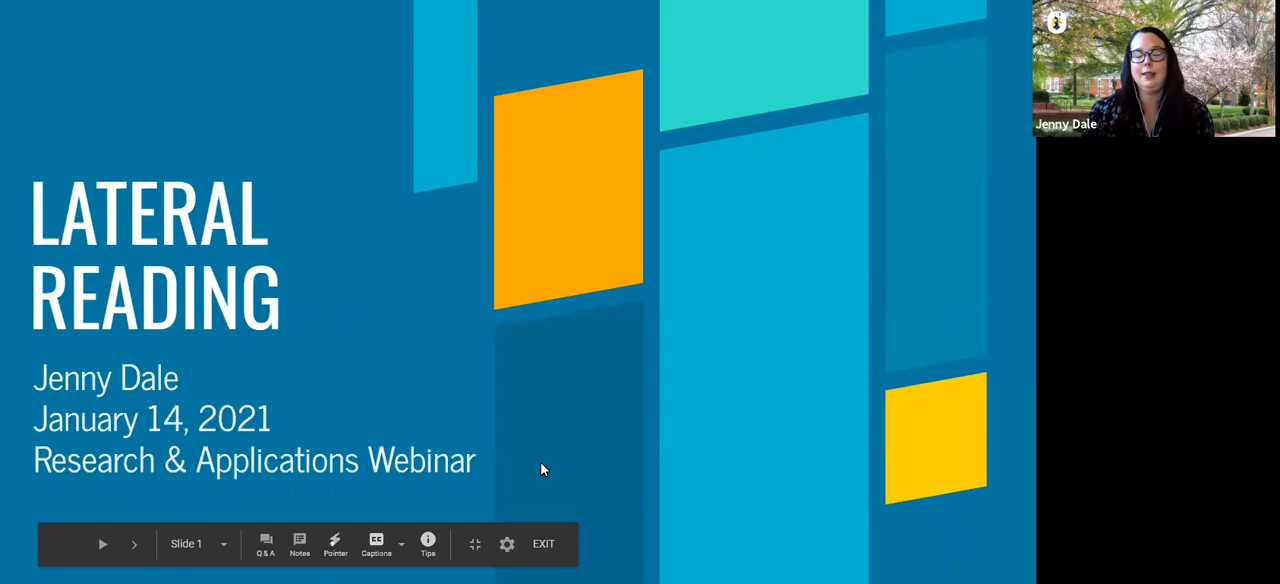 LATERAL
READING
Jenny Dale
January 14, 2021
Research & Applications Webinar
Jenny Dale
Slide 1
Q & A
Notes
Pointer
CC
Captions
Tips
EXIT